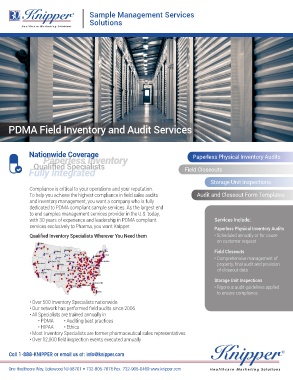 Knipper
Healthcare Marketing Solutions
Sample Management Services
Solutions
PDMA Field Inventory and Audit Services
Nationwide Coverage
Paperless Inventory
Qualified Specialists
Fully Integrated
Compliance is critical to your operations and your reputation.
To help you achieve the highest compliance in field sales audits
and inventory management, you want a company who is fully
dedicated to PDMA compliant sample services. As the largest end
to end samples management services provider in the U.S. today,
with 30 years of experience and leadership in PDMA compliant
services exclusively to Pharma, you want Knipper.
Qualified Inventory Specialists Wherever You Need Them
• Over 500 Inventory Specialists nationwide
• Our network has performed field audits since 2006
• All Specialists are trained annually in
• PDMA • Auditing best practices
• HIPAA • Ethics
• Most Inventory Specialists are former pharmaceutical sales representatives
• Over 52,000 field inspection events executed annually
Paperless Physical Inventory Audits
Field Closeouts
Storage Unit Inspections
Audit and Closeout Form Templates
Services Include:
Paperless Physical Inventory Audits
• Scheduled annually or for cause
on customer request
Field Closeouts
• Comprehensive management of
property, final audit and provision
of closeout data
Storage Unit Inspections
• Rigorous audit guidelines applied
to ensure compliance
Call 1-888-KNIPPER or email us at: info@knipper.com
One Healthcare Way, Lakewood NJ 08701 • 732-905-7878 Fax: 732-905-0469 www.knipper.com
Knipper
Healthcare Marketing Solutions